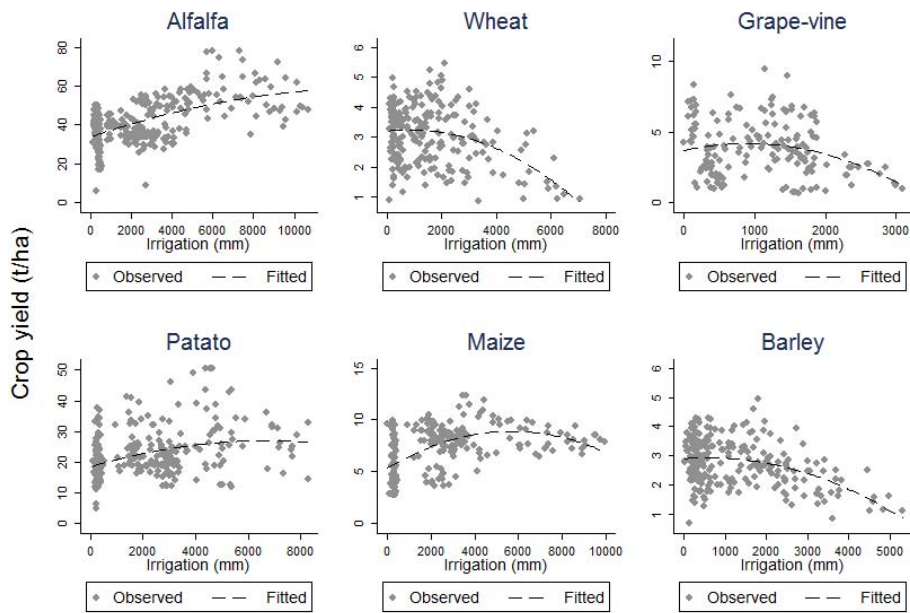 Crop yield (t/ha)
Alfalfa
80
60
40
20
0
0 2000 4000 6000 8000 10000
Irrigation (mm)
Observed Fitted
Wheat
6
5
4
3
2
1
0 2000 4000 6000 8000
Irrigation (mm)
Observed Fitted
Grape-vine
10
5
0
0 1000 2000 3000
Irrigation (mm)
Observed Fitted
Patato
50
40
30
20
10
0
0 2000 4000 6000 8000
Irrigation (mm)
Observed Fitted
Maize
15
10
5
0
0 2000 4000 6000 8000 10000
Irrigation (mm)
Observed Fitted
Barley
6
5
4
3
2
1
0 1000 2000 3000 4000 5000
Irrigation (mm)
Observed Fitted